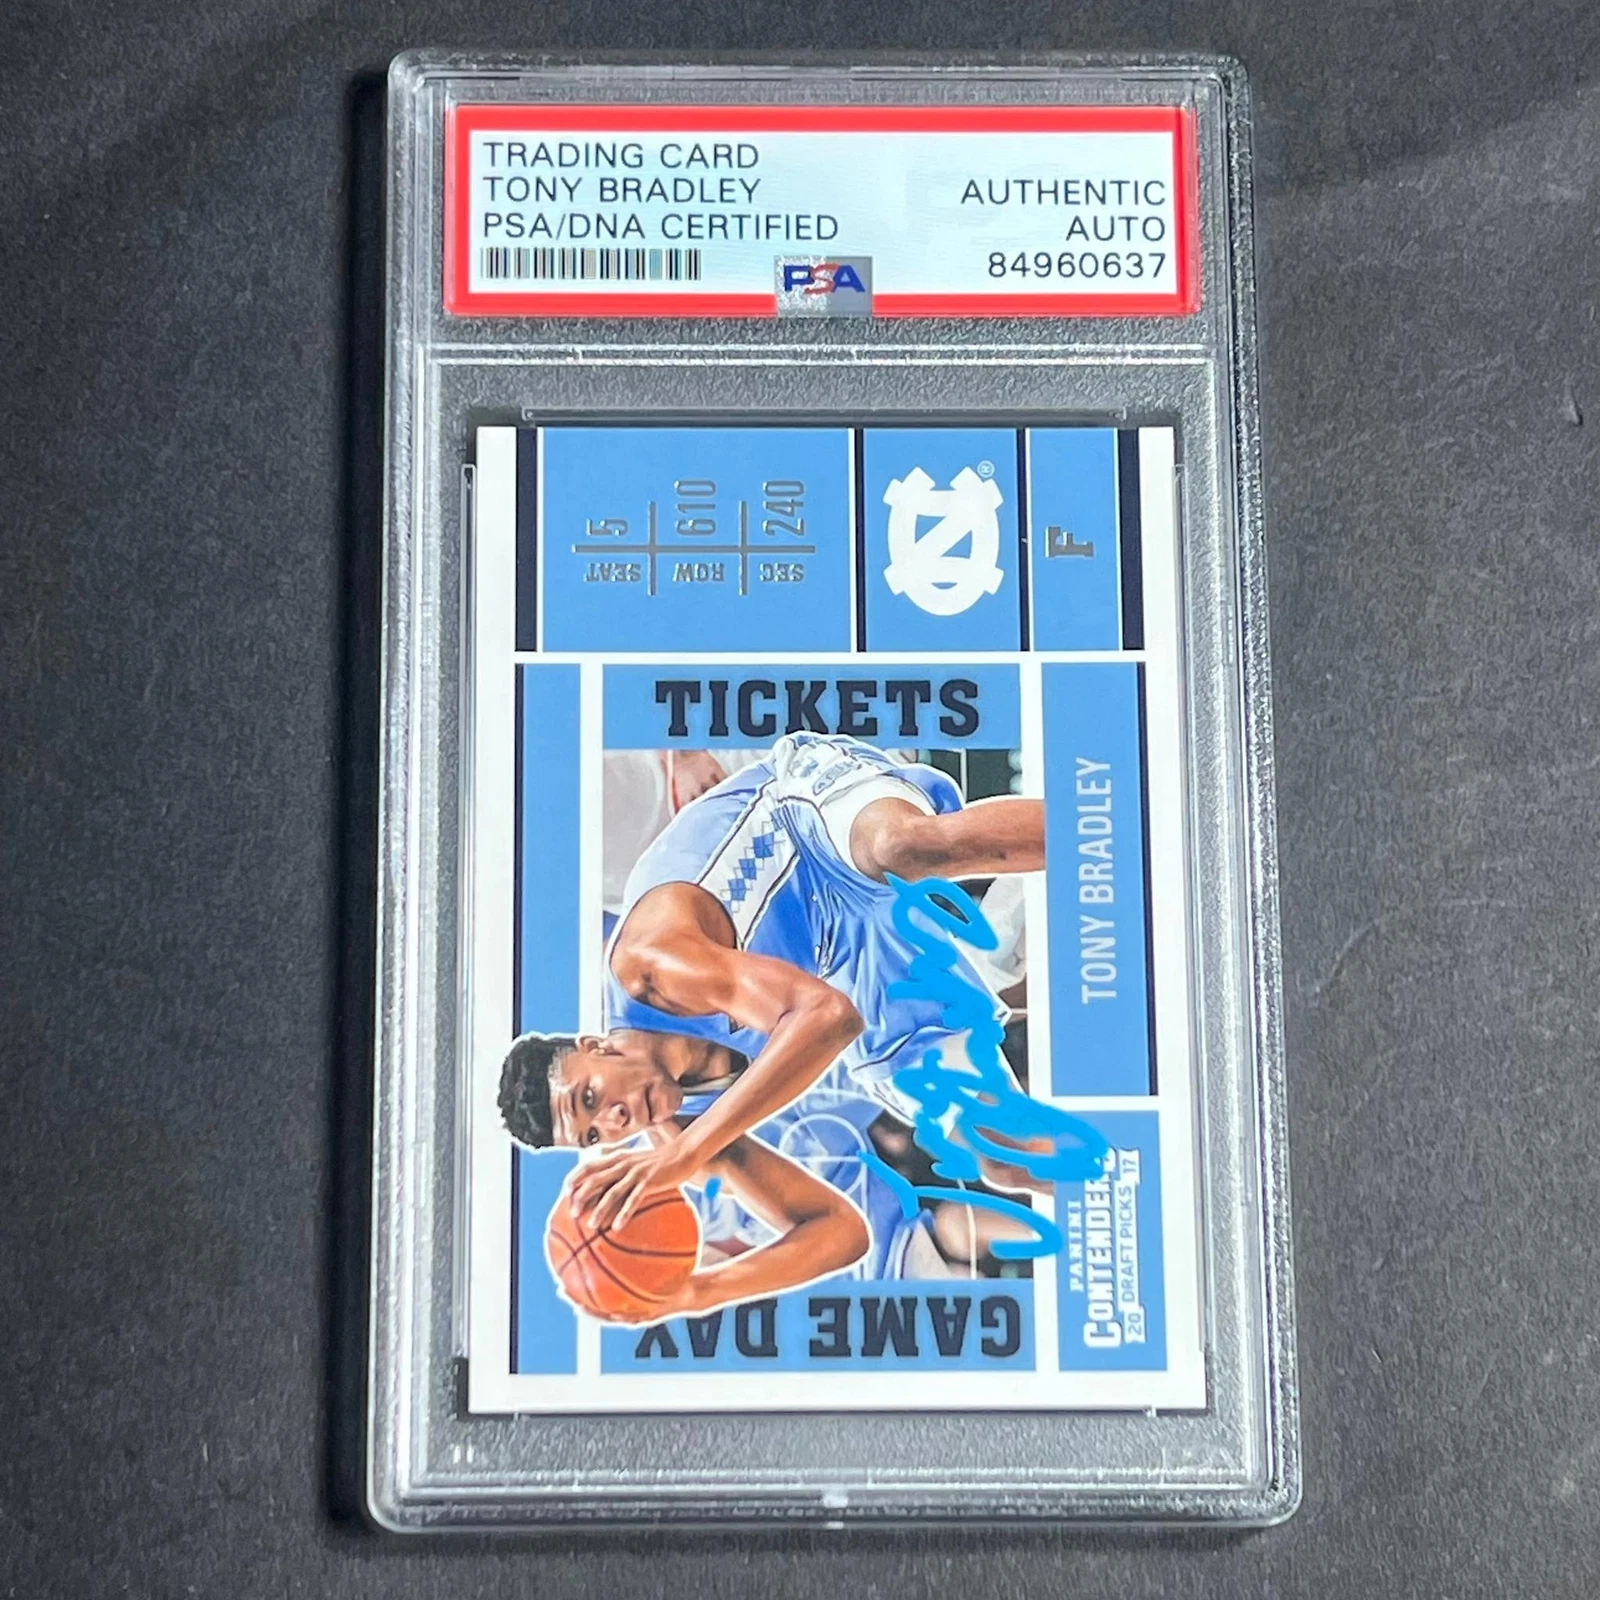 TRADING CARD
TONY BRADLEY
PSA/DNA CERTIFIED
AUTHENTIC
AUTO
84960637
PSA
SEAT 5
ROW 610
SEC 240
NC
®
F
TICKETS
GAME DAY
TONY BRADLEY
PANINI
CONTENDERS
20 DRAFT PICKS 17